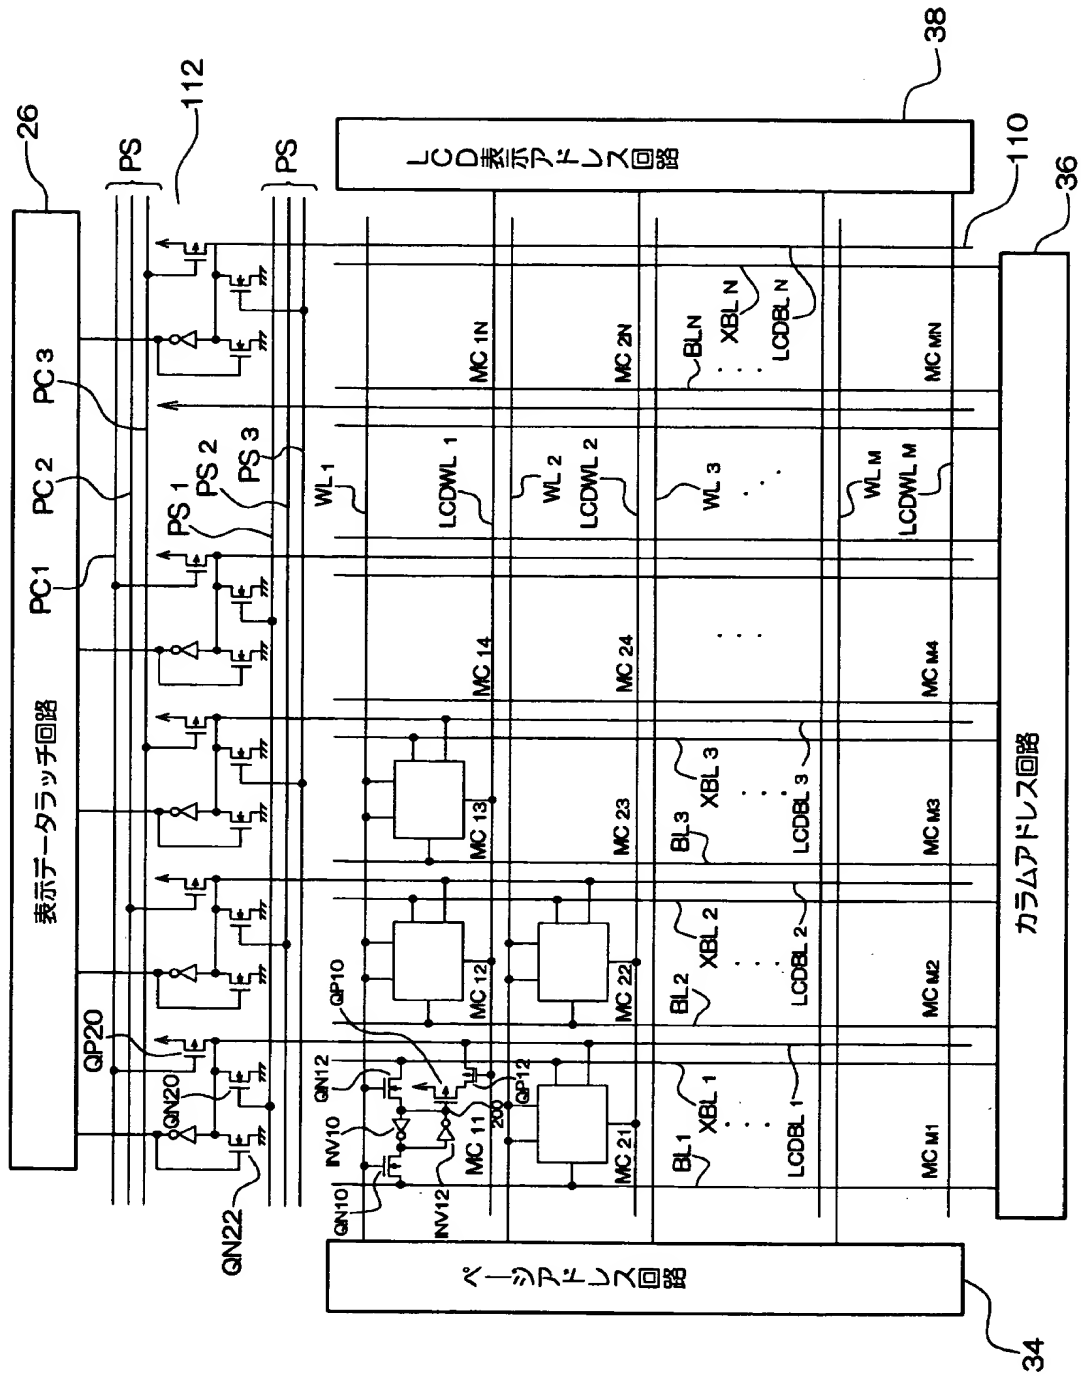 26
表示データラッチ回路
PS
112
PS
PC1
PC2
PC3
PS1
PS2
PS3
QP20
QN20
QN22
38
LCD表示アドレス回路
WL1
LCDWL1
WL2
LCDWL2
WL3
WLM
LCDWLM
QN12
QP10
INV10
QN10
INV12
MC11
200
QP12
MC12
MC13
MC14
MC1N
MC21
MC22
MC23
MC24
MC2N
BL1
XBL1
LCDBL1
BL2
XBL2
LCDBL2
BL3
XBL3
LCDBL3
BLN
XBLN
LCDBLN
MCM1
MCM2
MCM3
MCM4
MCMN
ページアドレス回路
34
カラムアドレス回路
36
110